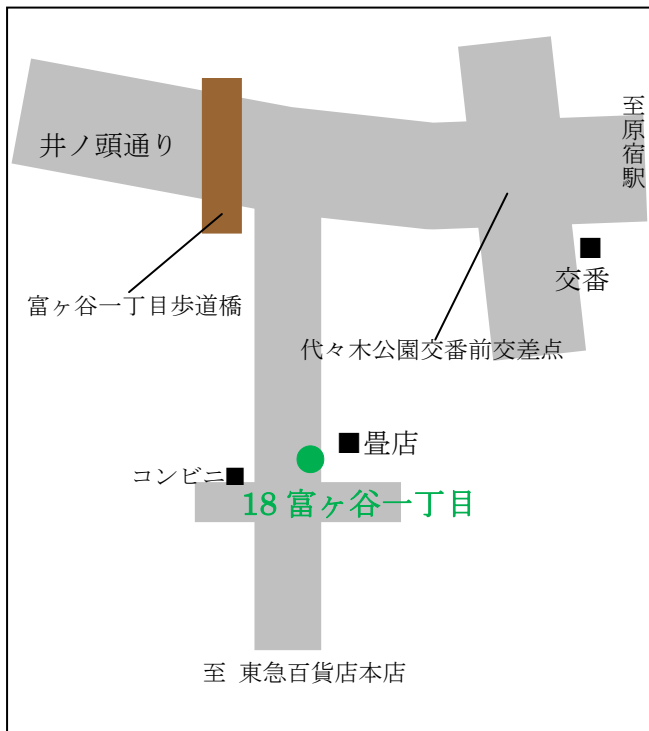 至原宿駅
井ノ頭通り
交番
富ヶ谷一丁目歩道橋
代々木公園交番前交差点
畳店
コンビニ
18 富ヶ谷一丁目
至 東急百貨店本店